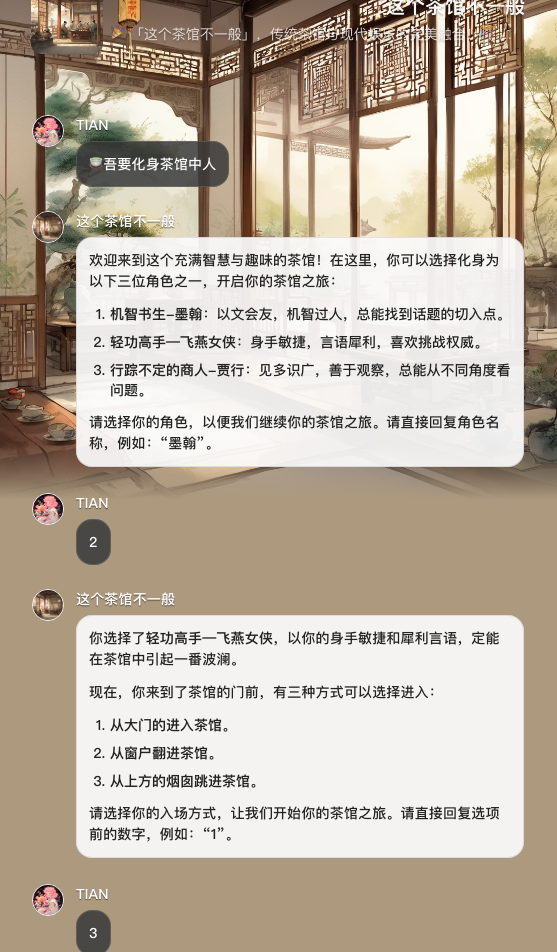 这个茶馆不一般
🎉「这个茶馆不一般」，传统茶馆与现代
TIAN
🍵吾要化身茶馆中人
这个茶馆不一般
欢迎来到这个充满智慧与趣味的茶馆！在这里，你可以选择化身为
以下三位角色之一，开启你的茶馆之旅：
1. 机智书生–墨翰：以文会友，机智过人，总能找到话题的切入点。
2. 轻功高手—飞燕女侠：身手敏捷，言语犀利，喜欢挑战权威。
3. 行踪不定的商人–贾行：见多识广，善于观察，总能从不同角度看
问题。
请选择你的角色，以便我们继续你的茶馆之旅。请直接回复角色名
称，例如：“墨翰”。
TIAN
2
这个茶馆不一般
你选择了轻功高手—飞燕女侠，以你的身手敏捷和犀利言语，定能
在茶馆中引起一番波澜。
现在，你来到了茶馆的门前，有三种方式可以选择进入：
1. 从大门的进入茶馆。
2. 从窗户翻进茶馆。
3. 从上方的烟囱跳进茶馆。
请选择你的入场方式，让我们开始你的茶馆之旅。请直接回复选项
前的数字，例如：“1”。
TIAN
3